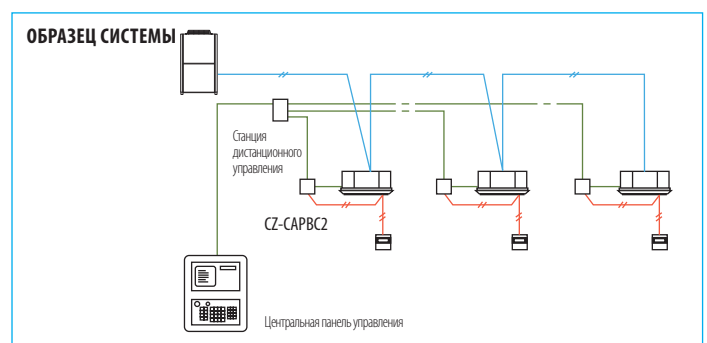 ОБРАЗЕЦ СИСТЕМЫ
Станция
дистанционного
управления
CZ-CAPBC2
Центральная панель управления